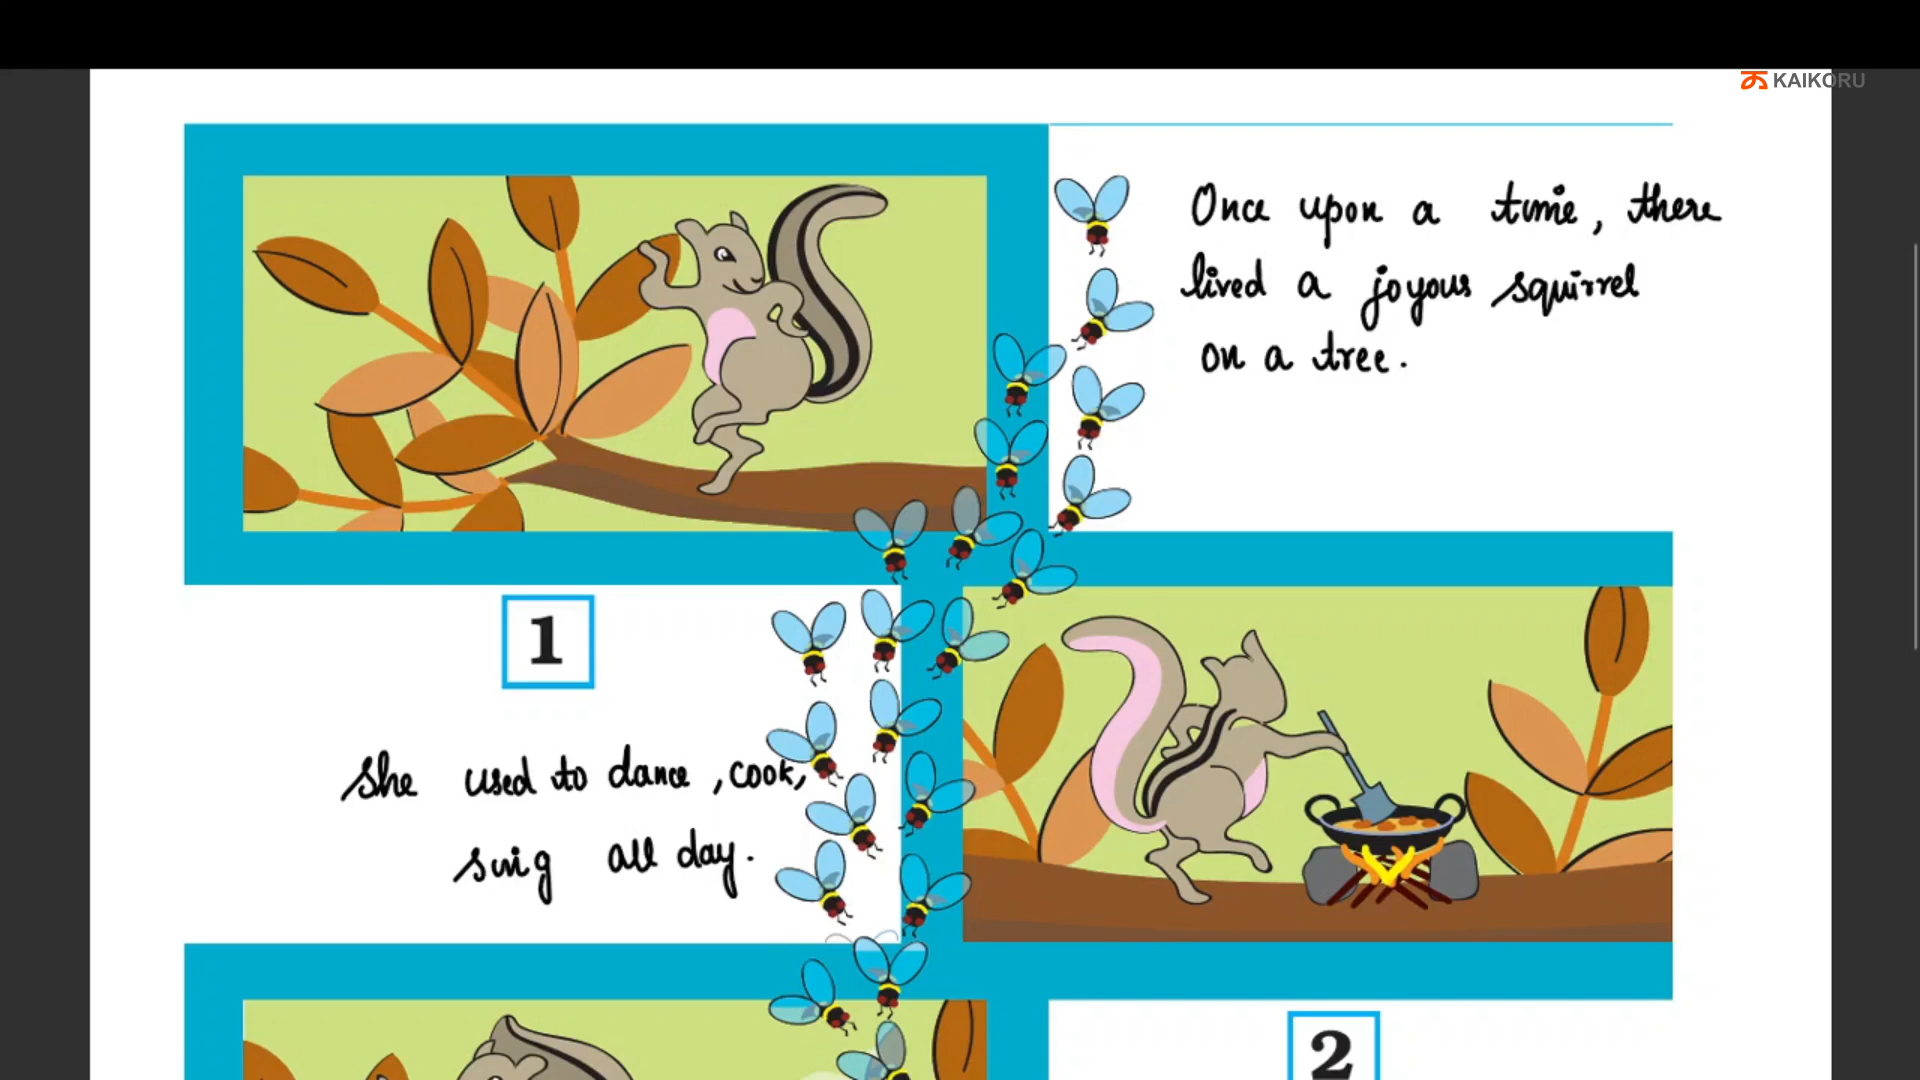 KAIKORU
Once upon a time, there
lived a joyous squirrel
on a tree.
1
She used to dance, cook,
sing all day.
2